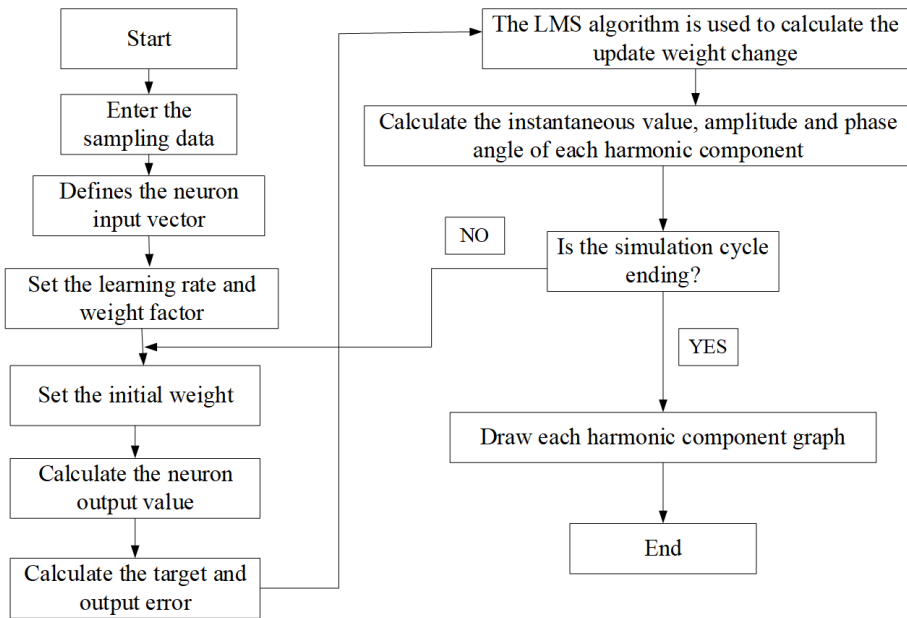 Start
Enter the
sampling data
Defines the neuron
input vector
Set the learning rate and
weight factor
Set the initial weight
Calculate the neuron
output value
Calculate the target and
output error
The LMS algorithm is used to calculate the
update weight change
Calculate the instantaneous value, amplitude and phase
angle of each harmonic component
Is the simulation cycle
ending?
NO
YES
Draw each harmonic component graph
End